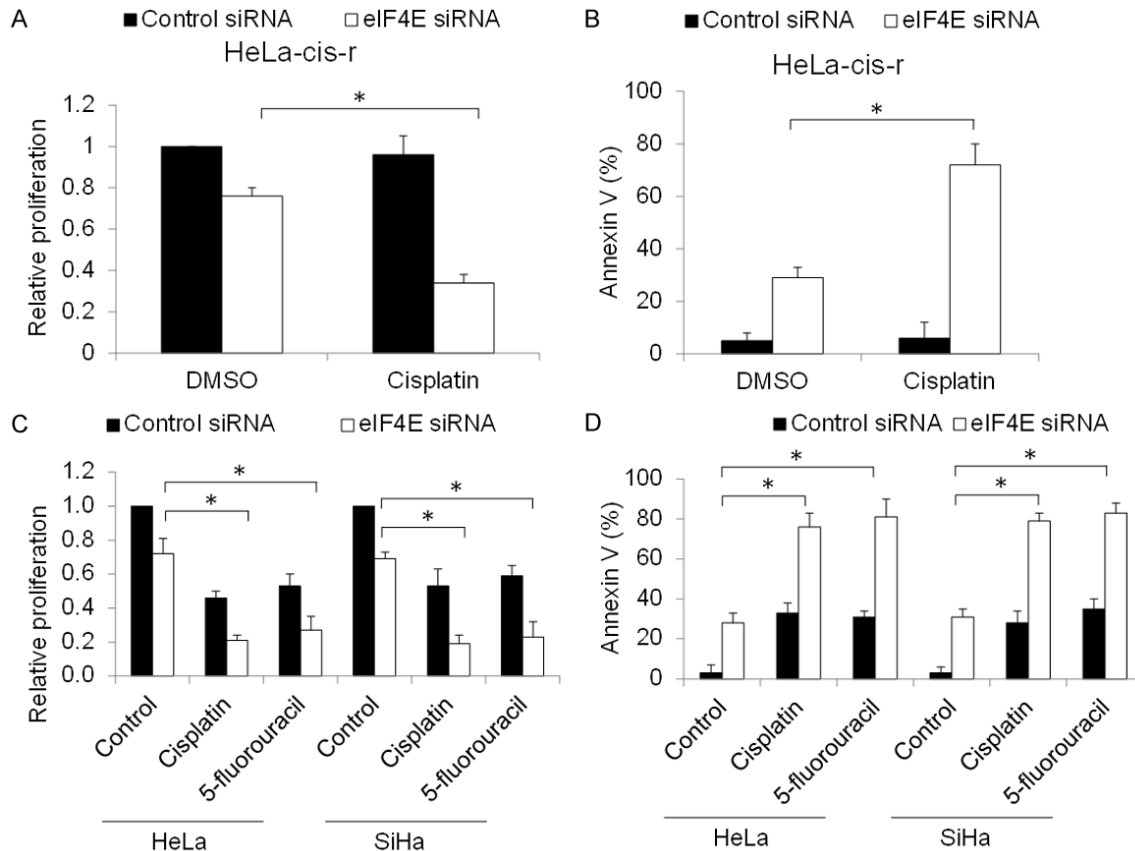 A
■Control siRNA □eIF4E siRNA
HeLa-cis-r
Relative proliferation
1.2
1
0.8
0.6
0.4
0.2
0
*
DMSO
Cisplatin
B
■Control siRNA □eIF4E siRNA
HeLa-cis-r
Annexin V (%)
100
80
60
40
20
0
*
DMSO
Cisplatin
C
■Control siRNA □eIF4E siRNA
Relative proliferation
1.2
1.0
0.8
0.6
0.4
0.2
0.0
*
*
*
*
Control
Cisplatin
5-fluorouracil
Control
Cisplatin
5-fluorouracil
HeLa
SiHa
D
■Control siRNA □eIF4E siRNA
Annexin V (%)
100
80
60
40
20
0
*
*
*
*
Control
Cisplatin
5-fluorouracil
Control
Cisplatin
5-fluorouracil
HeLa
SiHa